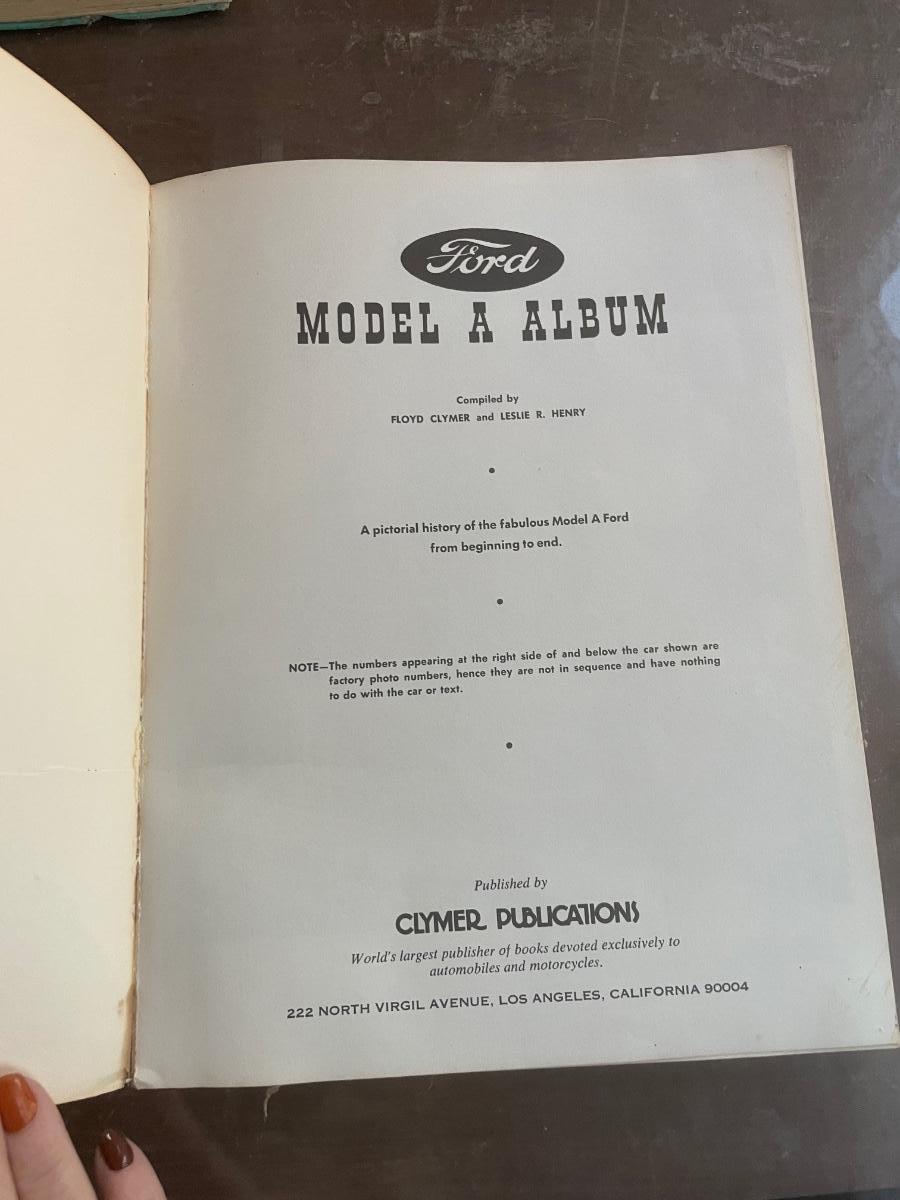 Ford
MODEL A ALBUM
Compiled by
FLOYD CLYMER and LESLIE R. HENRY
A pictorial history of the fabulous Model A Ford
from beginning to end.
NOTE—The numbers appearing at the right side of and below the car shown are
factory photo numbers, hence they are not in sequence and have nothing
to do with the car or text.
Published by
CLYMER PUBLICATIONS
World's largest publisher of books devoted exclusively to
automobiles and motorcycles.
222 NORTH VIRGIL AVENUE, LOS ANGELES, CALIFORNIA 90004